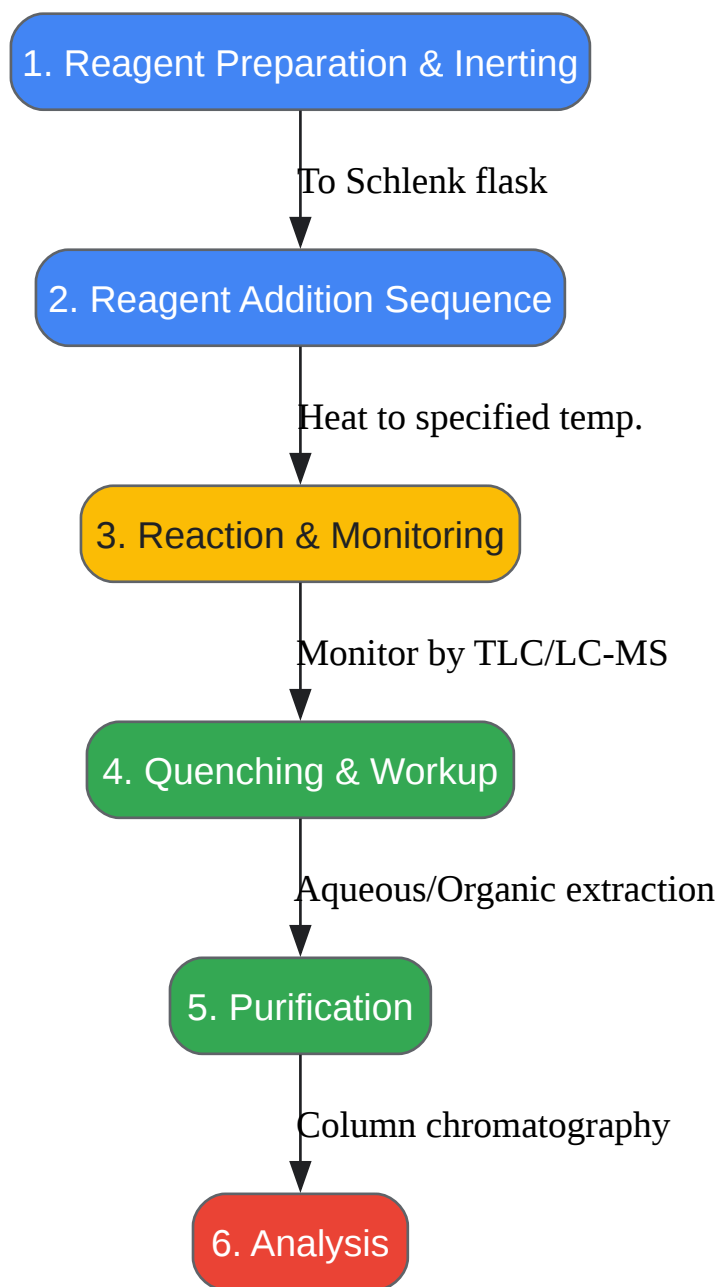 1. Reagent Preparation & Inerting
To Schlenk flask
2. Reagent Addition Sequence
Heat to specified temp.
3. Reaction & Monitoring
Monitor by TLC/LC-MS
4. Quenching & Workup
Aqueous/Organic extraction
5. Purification
Column chromatography
6. Analysis